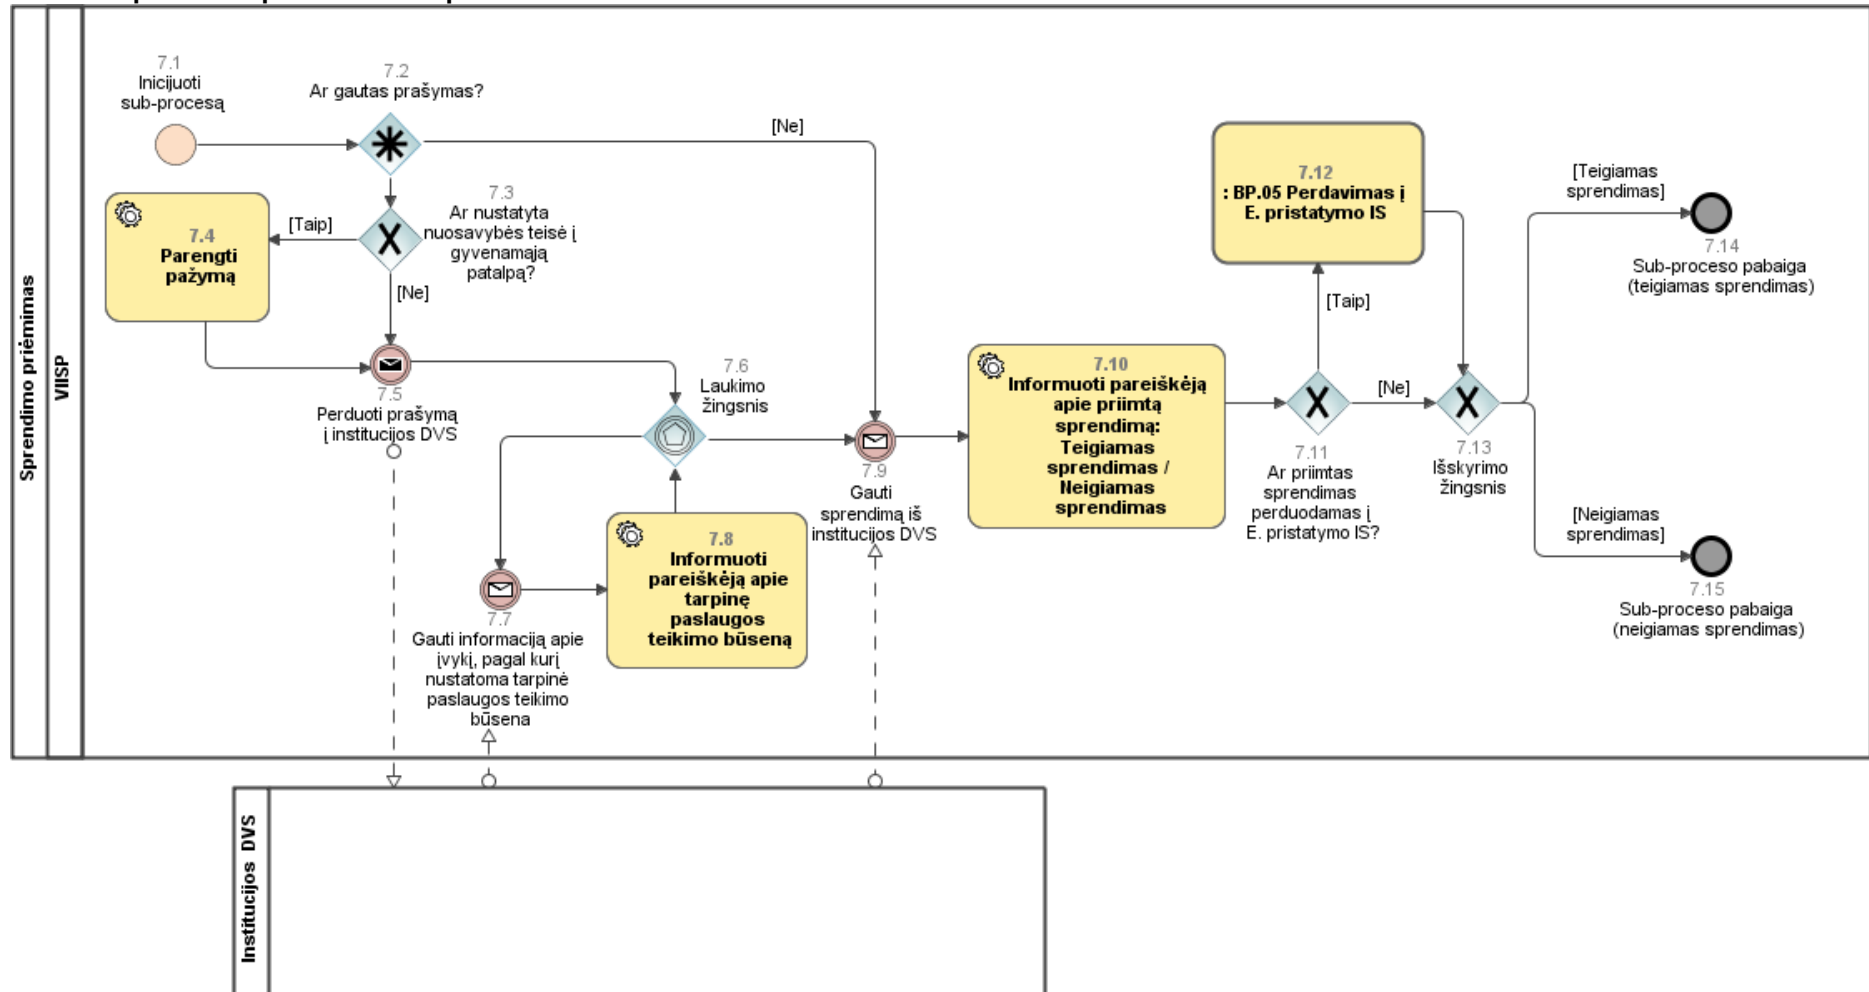 Sprendimo priėmimas
VIISP
7.1
Inicijuoti
sub-procesą
7.2
Ar gautas prašymas?
[Ne]
7.3
Ar nustatyta
nuosavybės teisė į
gyvenamąją
patalpą?
[Taip]
7.4
Parengti
pažymą
[Ne]
7.5
Perduoti prašymą
į institucijos DVS
7.6
Laukimo
žingsnis
7.7
Gauti informaciją apie
įvykį, pagal kurį
nustatoma tarpinė
paslaugos teikimo
būsena
7.8
Informuoti
pareiškėją apie
tarpinę
paslaugos
teikimo būseną
7.9
Gauti
sprendimą iš
institucijos DVS
7.10
Informuoti pareiškėją
apie priimtą
sprendimą:
Teigiamas
sprendimas /
Neigiamas
sprendimas
7.11
Ar priimtas
sprendimas
perduodamas į
E. pristatymo IS?
[Taip]
7.12
: BP.05 Perdavimas į
E. pristatymo IS
[Ne]
7.13
Išskyrimo
žingsnis
[Teigiamas
sprendimas]
7.14
Sub-proceso pabaiga
(teigiamas sprendimas)
[Neigiamas
sprendimas]
7.15
Sub-proceso pabaiga
(neigiamas sprendimas)
Institucijos DVS